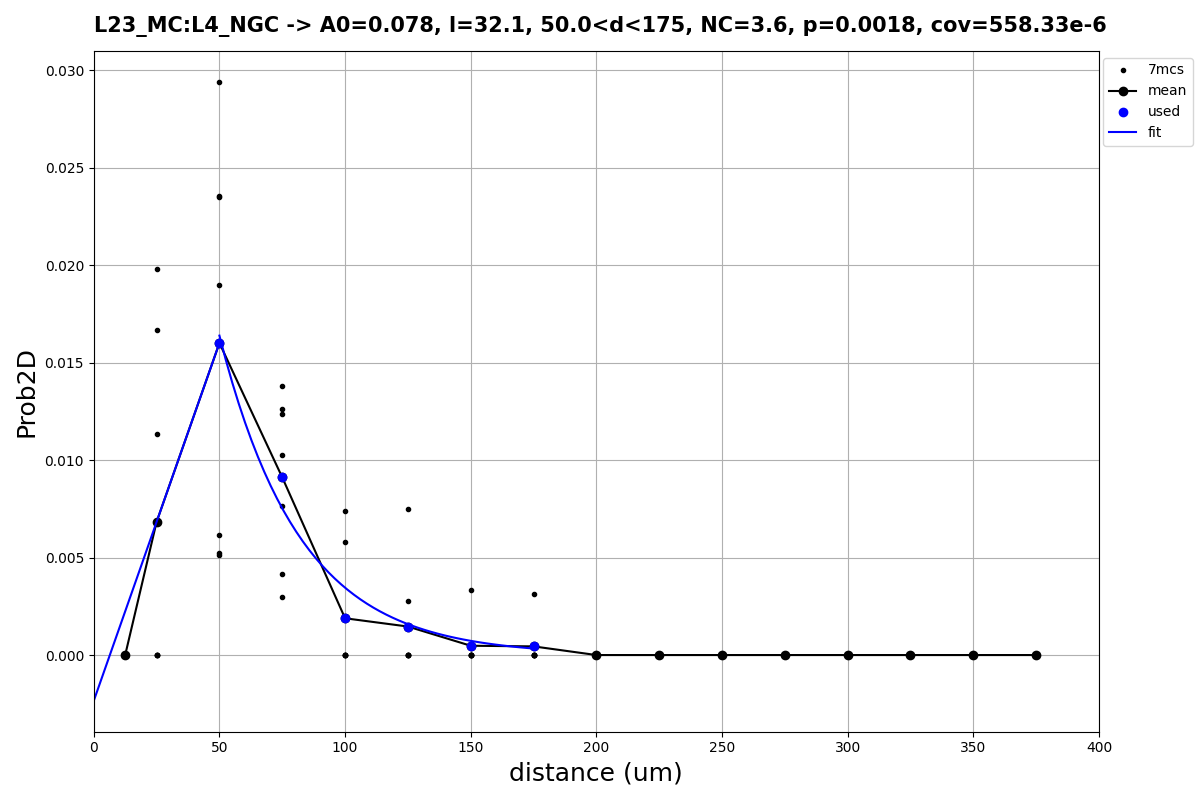 L23_MC:L4_NGC -> A0=0.078, l=32.1, 50.0<d<175, NC=3.6, p=0.0018, cov=558.33e-6
7mcs
mean
used
fit
0.030
0.025
0.020
0.015
0.010
0.005
0.000
Prob2D
0 50 100 150 200 250 300 350 400
distance (um)